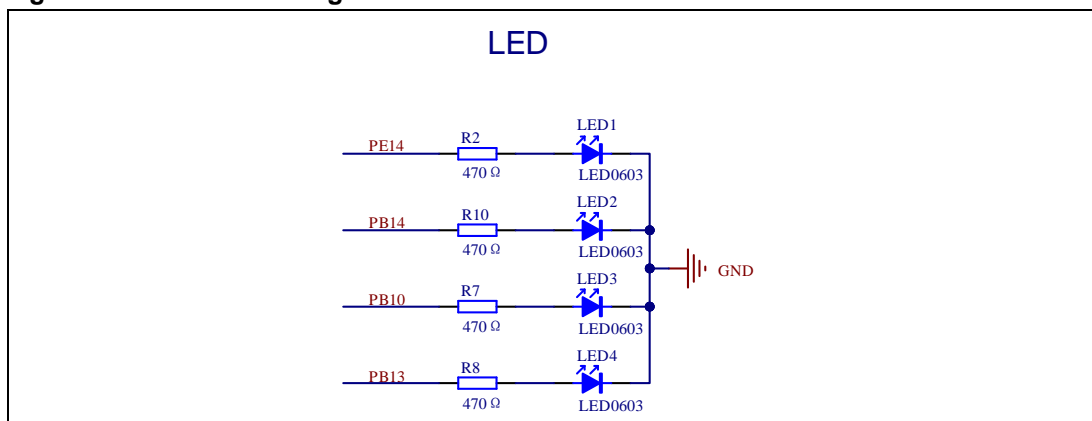 LED
LED1
PE14 R2
470 Ω LED0603
LED2
PB14 R10
470 Ω LED0603
GND
LED3
PB10 R7
470 Ω LED0603
LED4
PB13 R8
470 Ω LED0603